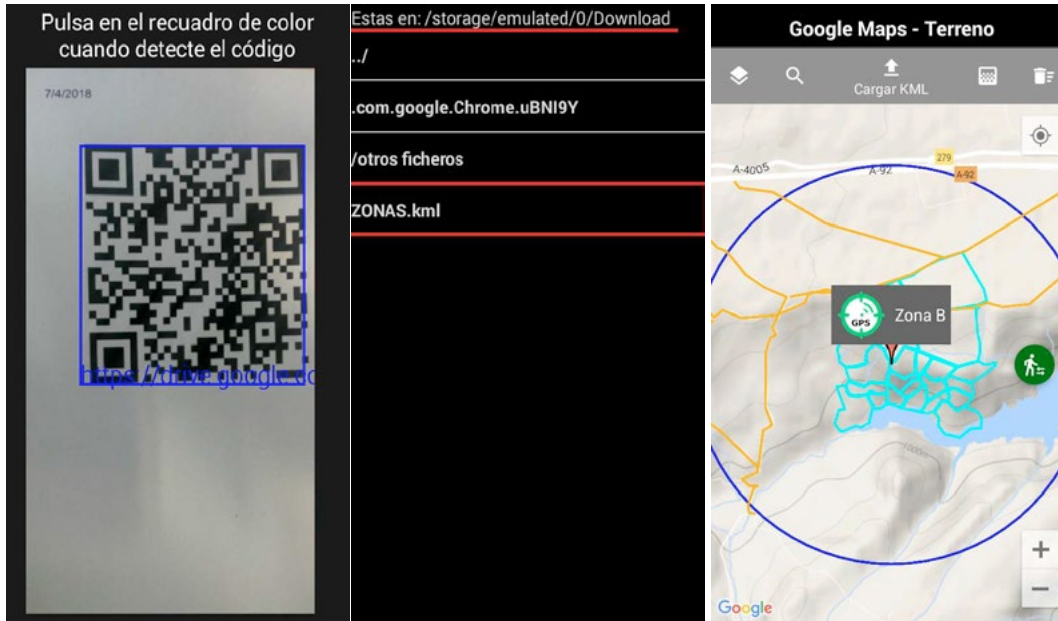 Pulsa en el recuadro de color
cuando detecte el código
7/4/2018
https://drive.google.co
Estas en: /storage/emulated/0/Download
../
.com.google.Chrome.uBNI9Y
/otros ficheros
ZONAS.kml
Google Maps - Terreno
Cargar KML
279
A-4005
A-92
A-92
GPS
Zona B
1000m
+
−
Google